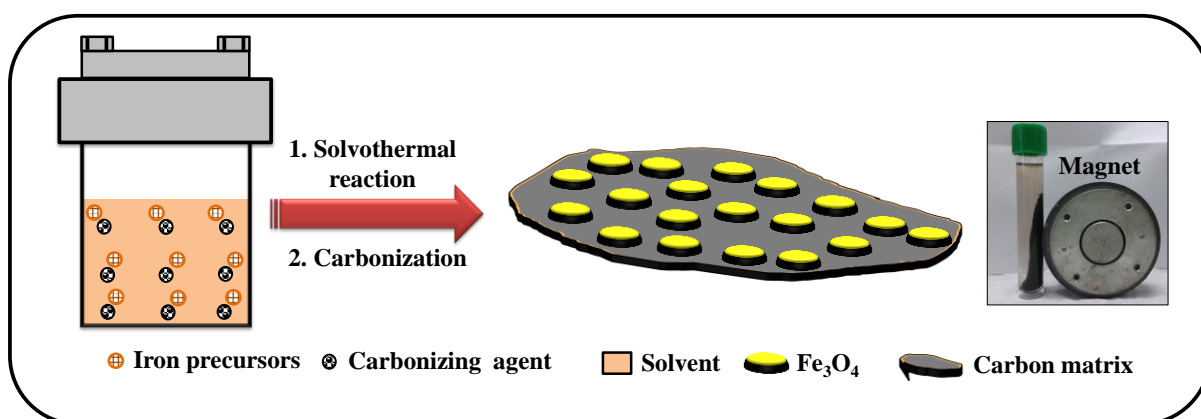 1. Solvothermal
reaction
2. Carbonization
Magnet
Iron precursors
Carbonizing agent
Solvent
Fe₃O₄
Carbon matrix